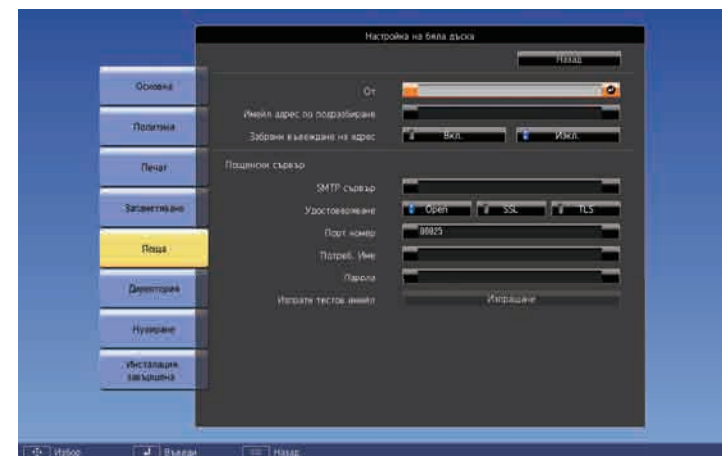 Настройка на бяла дъска
Назад
Основна
От
Политика
Имейл адрес по подразбиране
Забрани въвеждане на адрес
Вкл.
Изкл.
Печат
Пощенски сървър
SMTP сървър
Запаметяване
Удостоверяване
Open
SSL
TLS
Порт номер
00025
Поща
Потреб. Име
Парола
Директория
Изпрати тестов имейл
Изпращане
Нулиране
Инсталация
завършена
Избор
Въведи
Назад